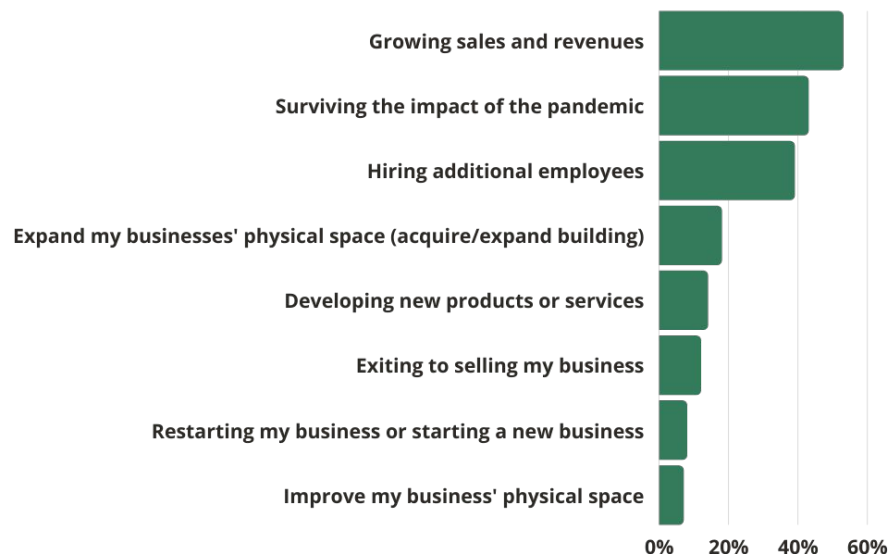 Growing sales and revenues
Surviving the impact of the pandemic
Hiring additional employees
Expand my businesses' physical space (acquire/expand building)
Developing new products or services
Exiting to selling my business
Restarting my business or starting a new business
Improve my business' physical space
0% 20% 40% 60%